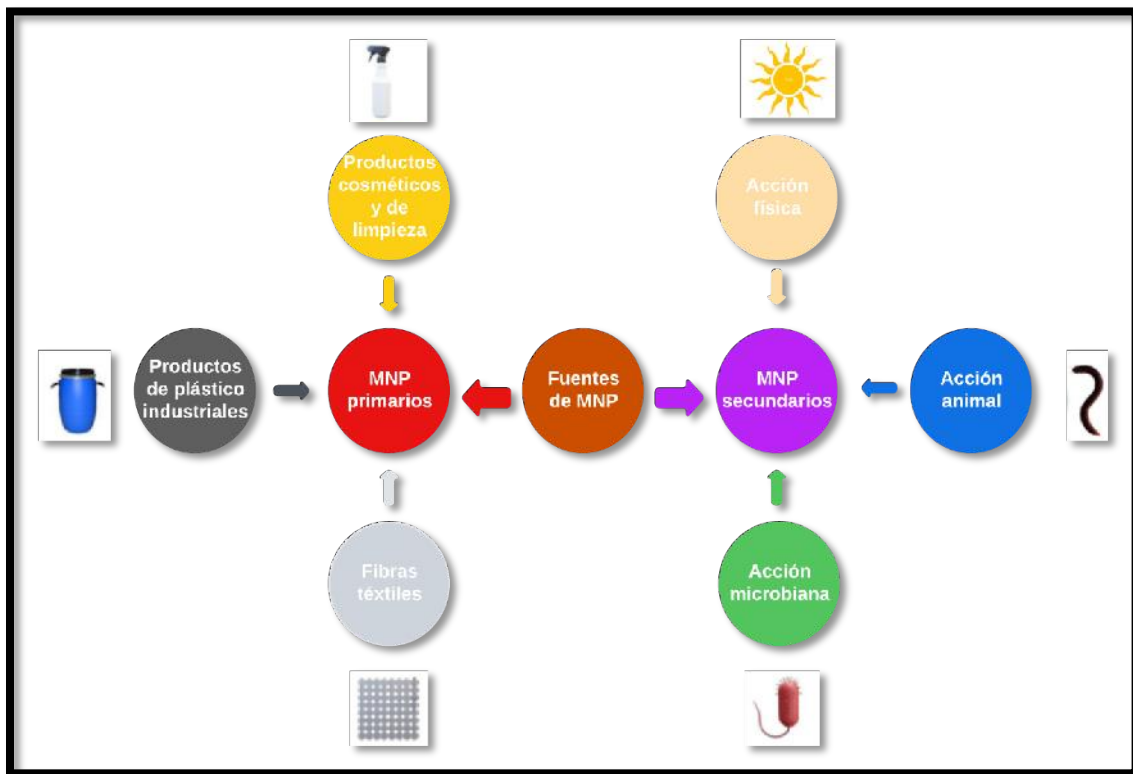 Productos
cosméticos
y de
limpieza
Acción
física
Productos
de plástico
industriales
MNP
primarios
Fuentes
de MNP
MNP
secundarios
Acción
animal
Fibras
téxtiles
Acción
microbiana